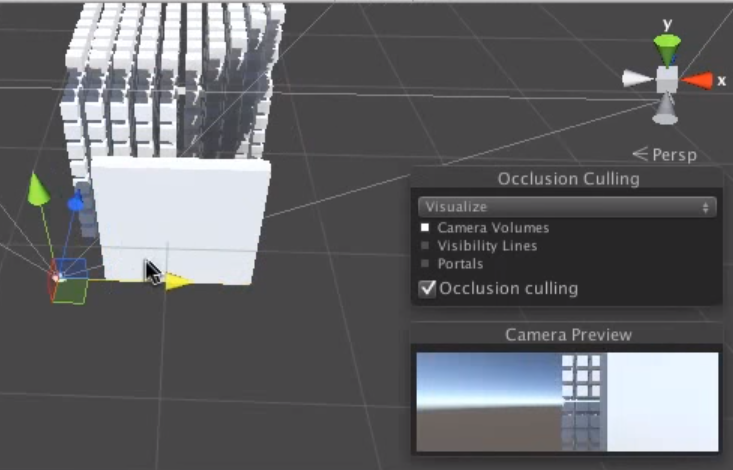 y
x
Persp
Occlusion Culling
Visualize
Camera Volumes
Visibility Lines
Portals
Occlusion culling
Camera Preview